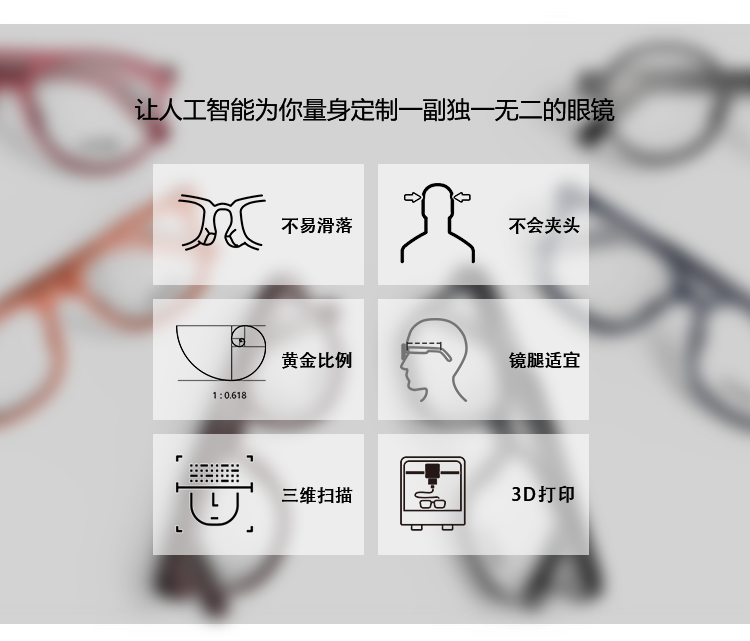 让人工智能为你量身定制一副独一无二的眼镜
不易滑落
不会夹头
黄金比例
1 : 0.618
镜腿适宜
三维扫描
3D打印